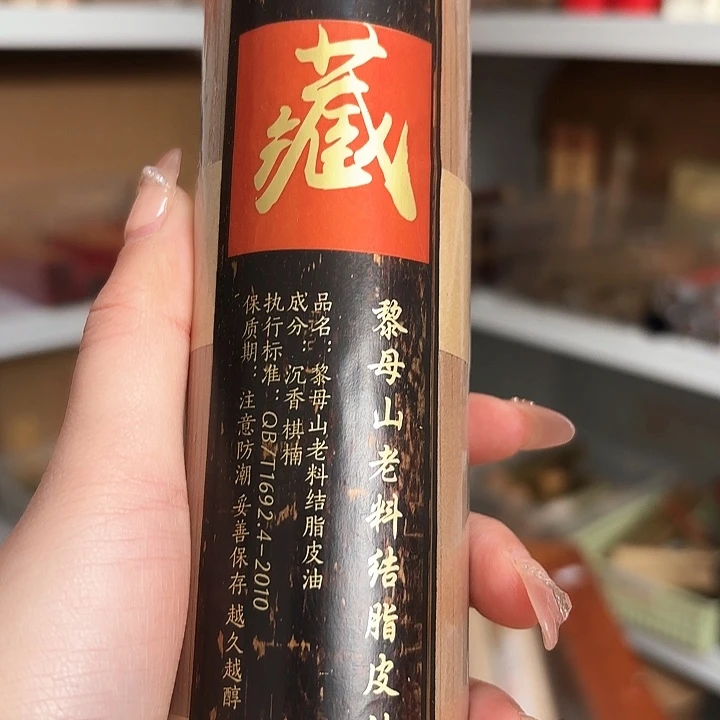 藏
黎母山老料结脂皮
品名：黎母山老料结脂皮油
成分：沉香 棋楠
执行标准：QB/T1692.4-2010
保质期：注意防潮 妥善保存 越久越醇